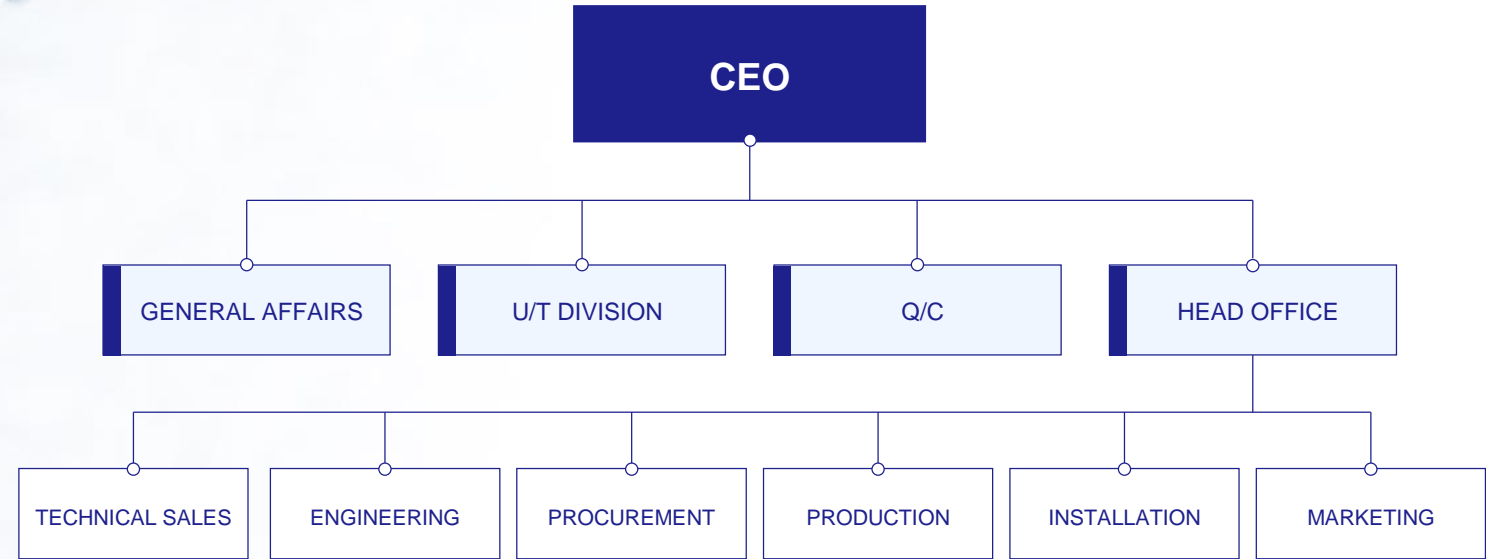 CEO
GENERAL AFFAIRS
U/T DIVISION
Q/C
HEAD OFFICE
TECHNICAL SALES
ENGINEERING
PROCUREMENT
PRODUCTION
INSTALLATION
MARKETING